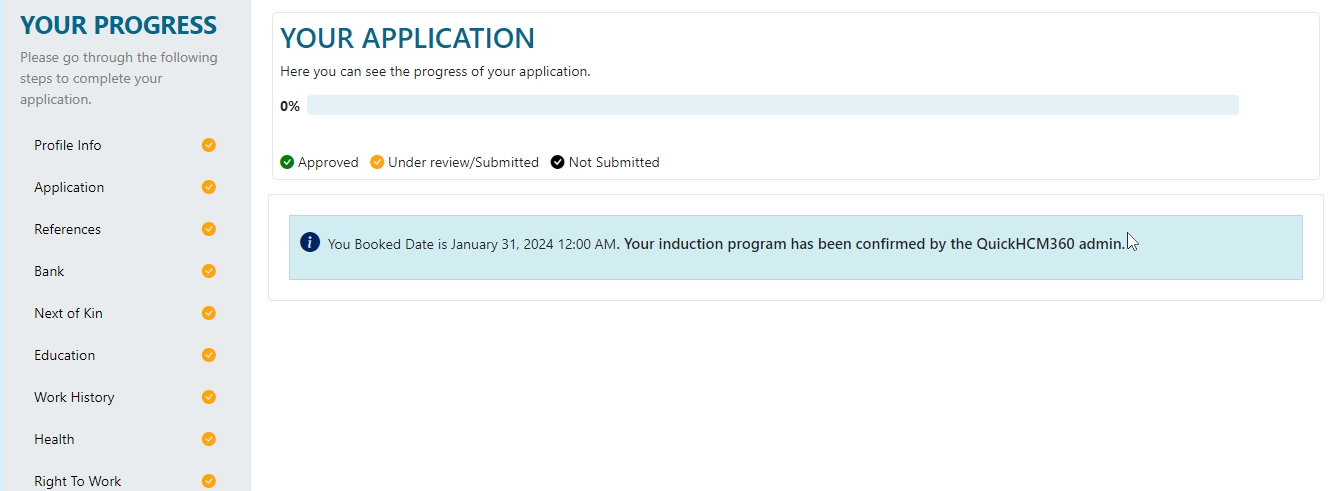 YOUR PROGRESS
Please go through the following
steps to complete your
application.
Profile Info
Application
References
Bank
Next of Kin
Education
Work History
Health
Right To Work
YOUR APPLICATION
Here you can see the progress of your application.
0%
Approved Under review/Submitted Not Submitted
You Booked Date is January 31, 2024 12:00 AM. Your induction program has been confirmed by the QuickHCM360 admin.